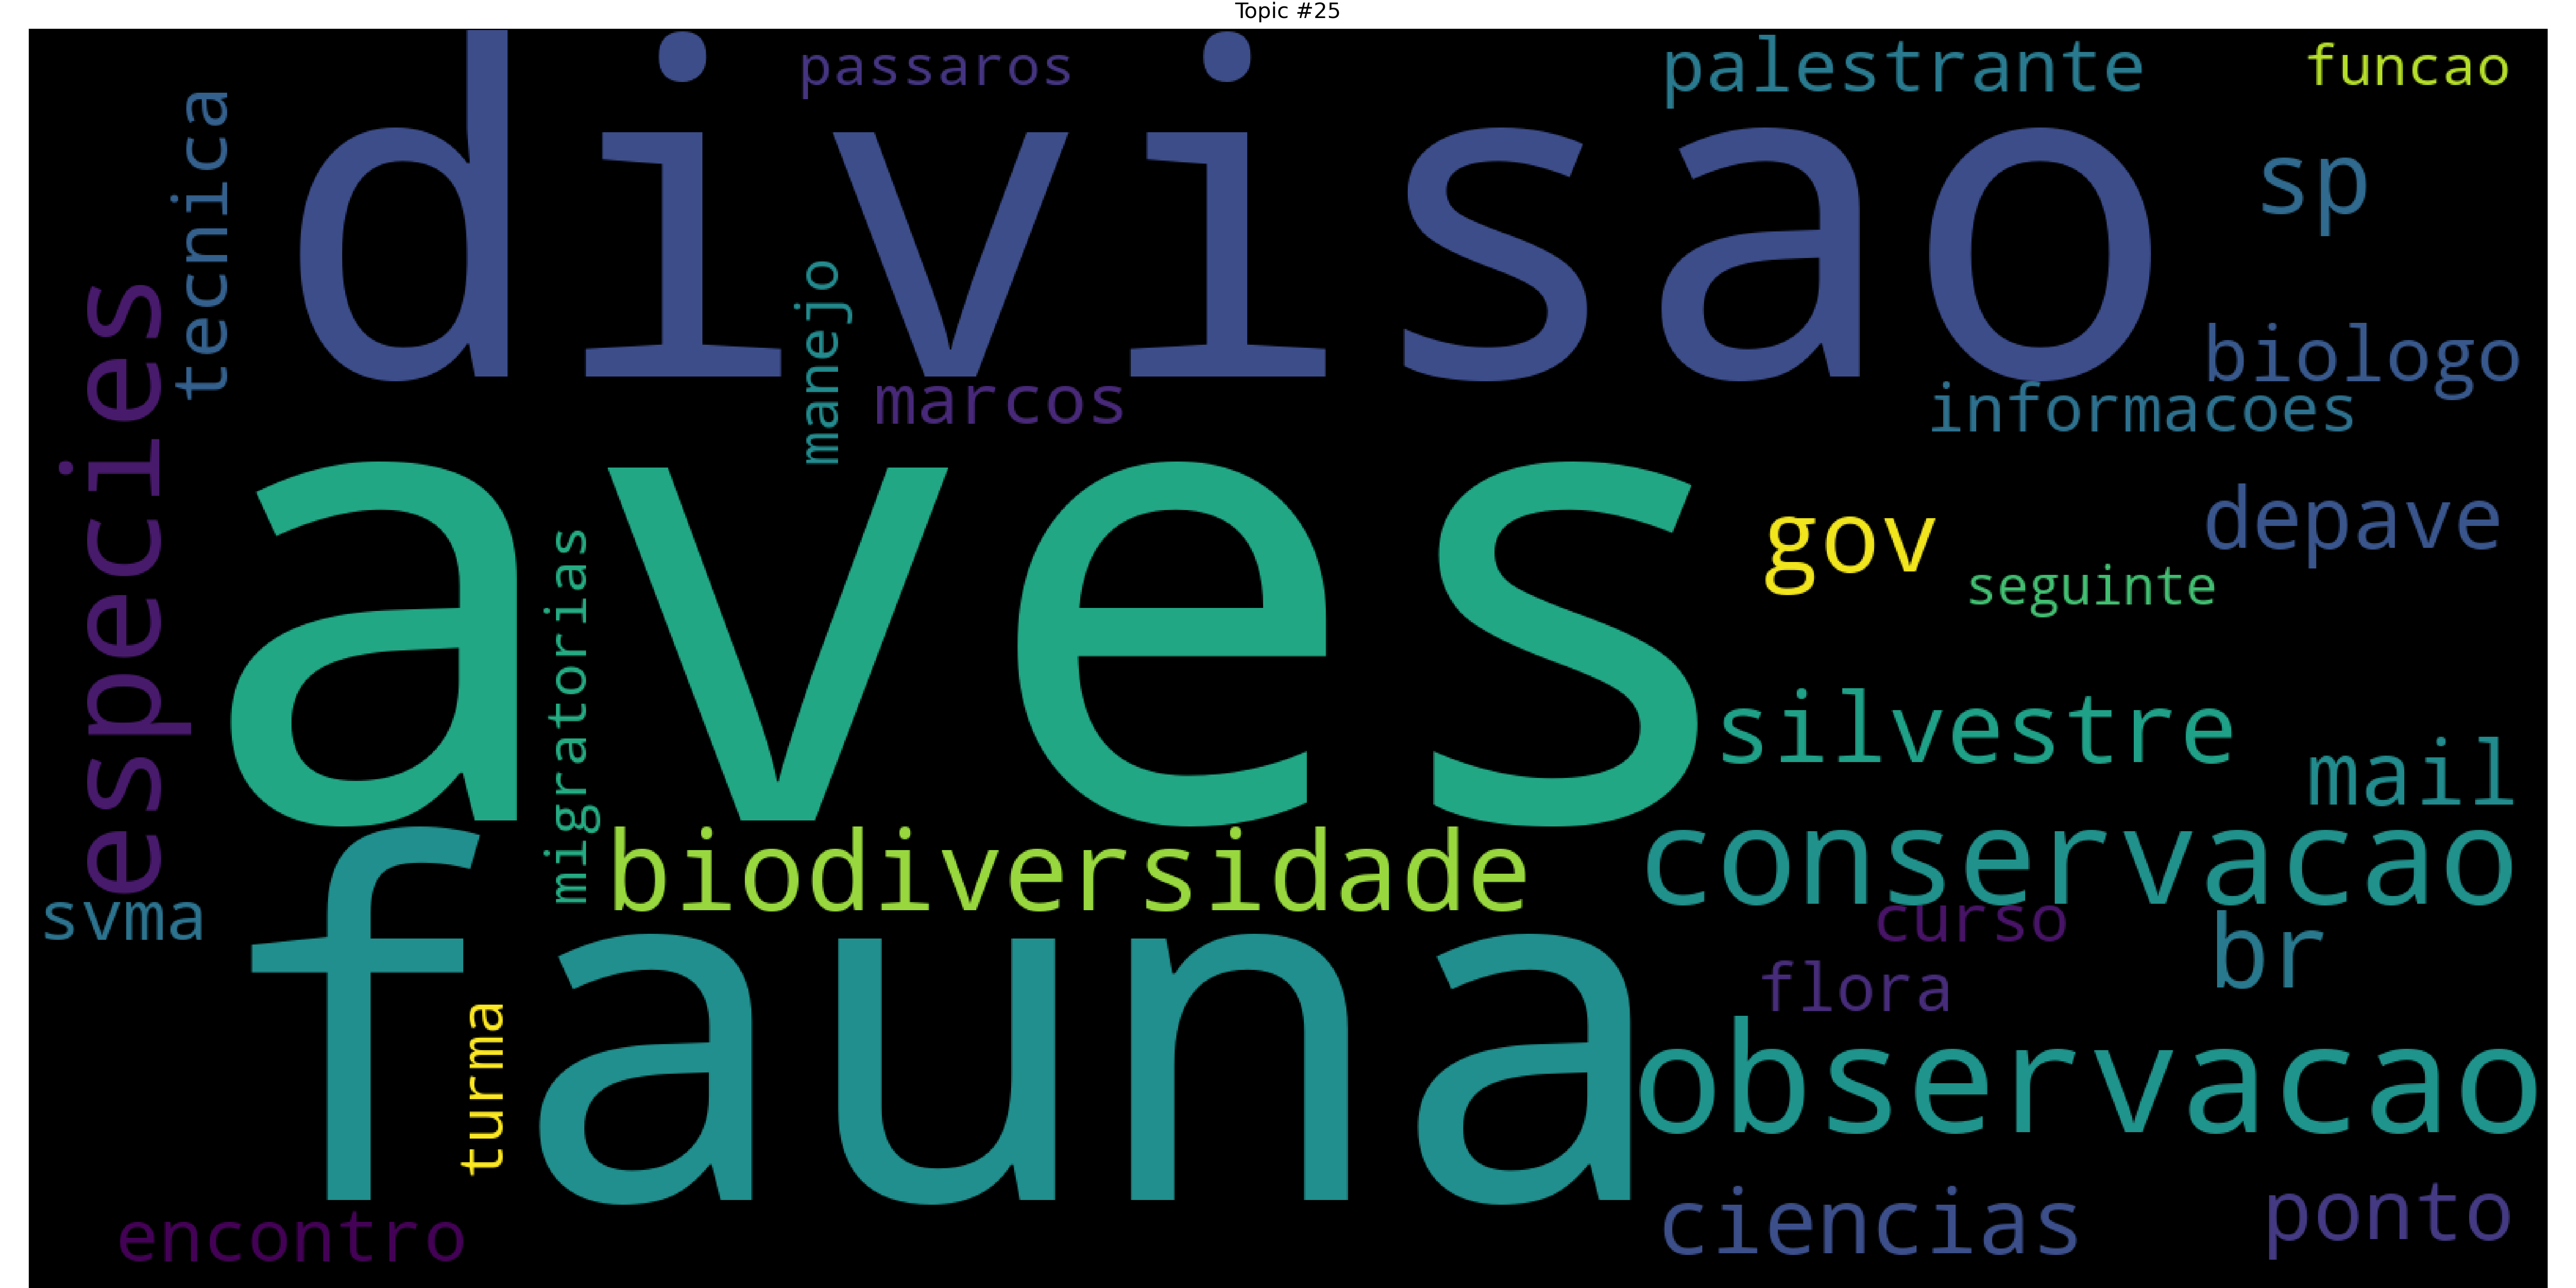 Topic #25
passaros
palestrante
funcao
divisao
tecnica
sp
manejo
biologo
marcos
informacoes
especies
aves
gov
depave
seguinte
migratorias
silvestre
mail
biodiversidade
conservacao
svma
curso
br
fauna
flora
turma
observacao
encontro
ciencias
ponto